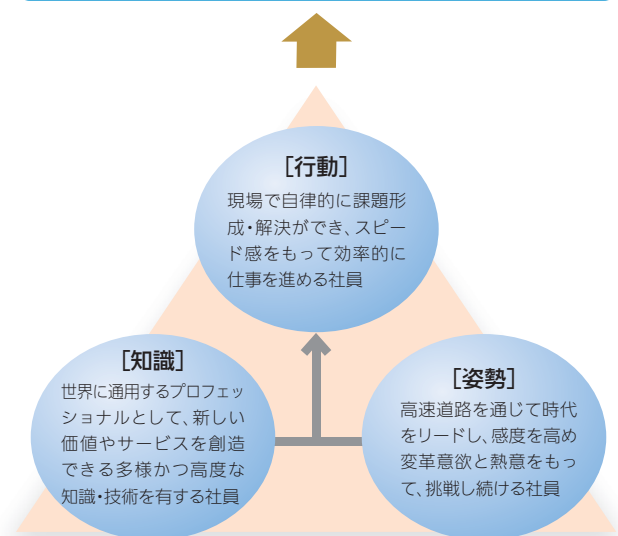 [行動]
現場で自律的に課題形
成・解決ができ、スピー
ド感をもって効率的に
仕事を進める社員
[知識]
世界に通用するプロフェッ
ショナルとして、新しい
価値やサービスを創造
できる多様かつ高度な
知識・技術を有する社員
[姿勢]
高速道路を通じて時代
をリードし、感度を高め
変革意欲と熱意をもっ
て、挑戦し続ける社員